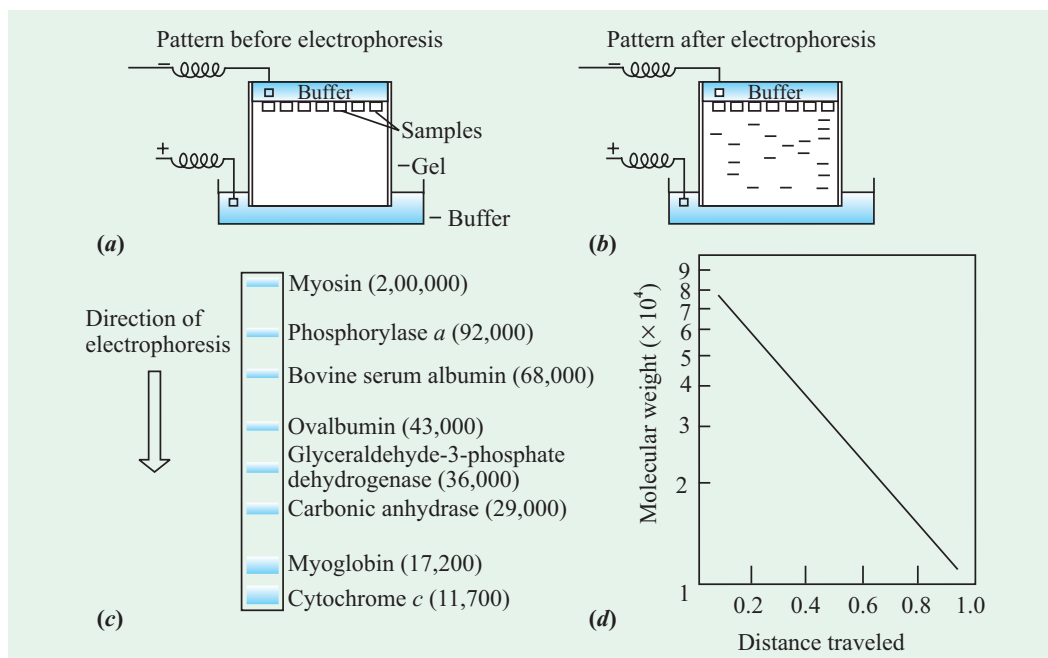 Pattern before electrophoresis
−
Buffer
Samples
+
Gel
Buffer
(a)
Pattern after electrophoresis
−
Buffer
+
(b)
Direction of
electrophoresis
Myosin (2,00,000)
Phosphorylase a (92,000)
Bovine serum albumin (68,000)
Ovalbumin (43,000)
Glyceraldehyde-3-phosphate
dehydrogenase (36,000)
Carbonic anhydrase (29,000)
Myoglobin (17,200)
Cytochrome c (11,700)
(c)
Molecular weight (×10⁴)
9
8
7
6
5
4
3
2
1
0.2 0.4 0.6 0.8 1.0
(d)
Distance traveled